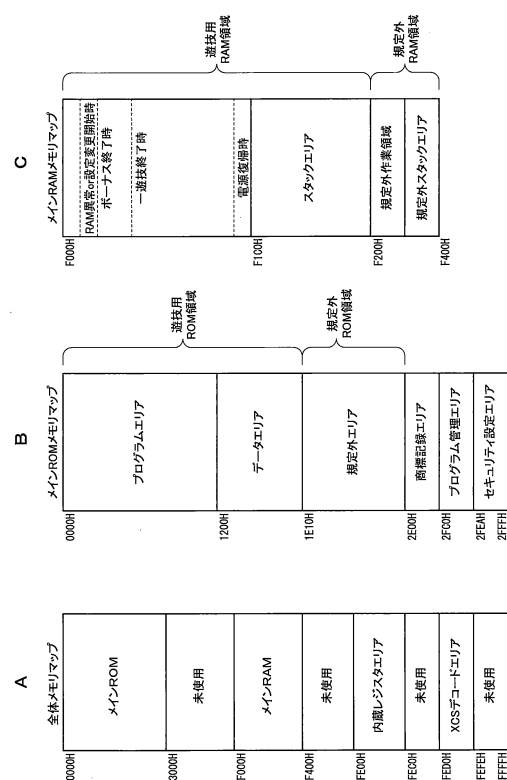 A
全体メモリマップ
0000H
メインROM
3000H
未使用
F000H
メインRAM
F400H
未使用
FE00H
内蔵レジスタエリア
FEC0H
未使用
FED0H
XCSデコードエリア
FEFEH
未使用
FFFFH
B
メインROMメモリマップ
0000H
プログラムエリア
1200H
データエリア
遊技用
ROM領域
1E10H
規定外エリア
規定外
ROM領域
2E00H
商標記録エリア
2F00H
プログラム管理エリア
2FEAH
セキュリティ設定エリア
2FFFH
C
メインRAMメモリマップ
F000H
RAM異常or設定変更開始時
ボーナス終了時
一遊技終了時
電源復帰時
F100H
スタックエリア
遊技用
RAM領域
F200H
規定外作業領域
規定外スタックエリア
規定外
RAM領域
F400H